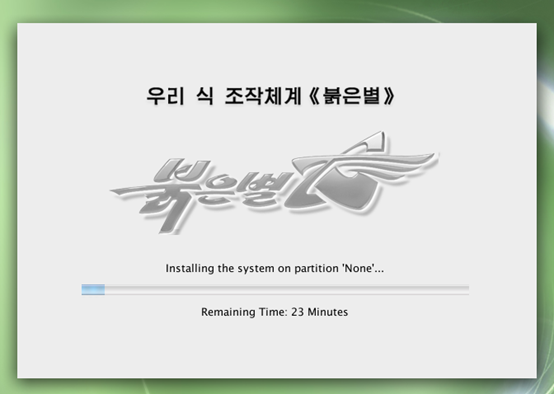 우리 식 조작체계《붉은별》
붉은별
Installing the system on partition 'None'...
Remaining Time: 23 Minutes